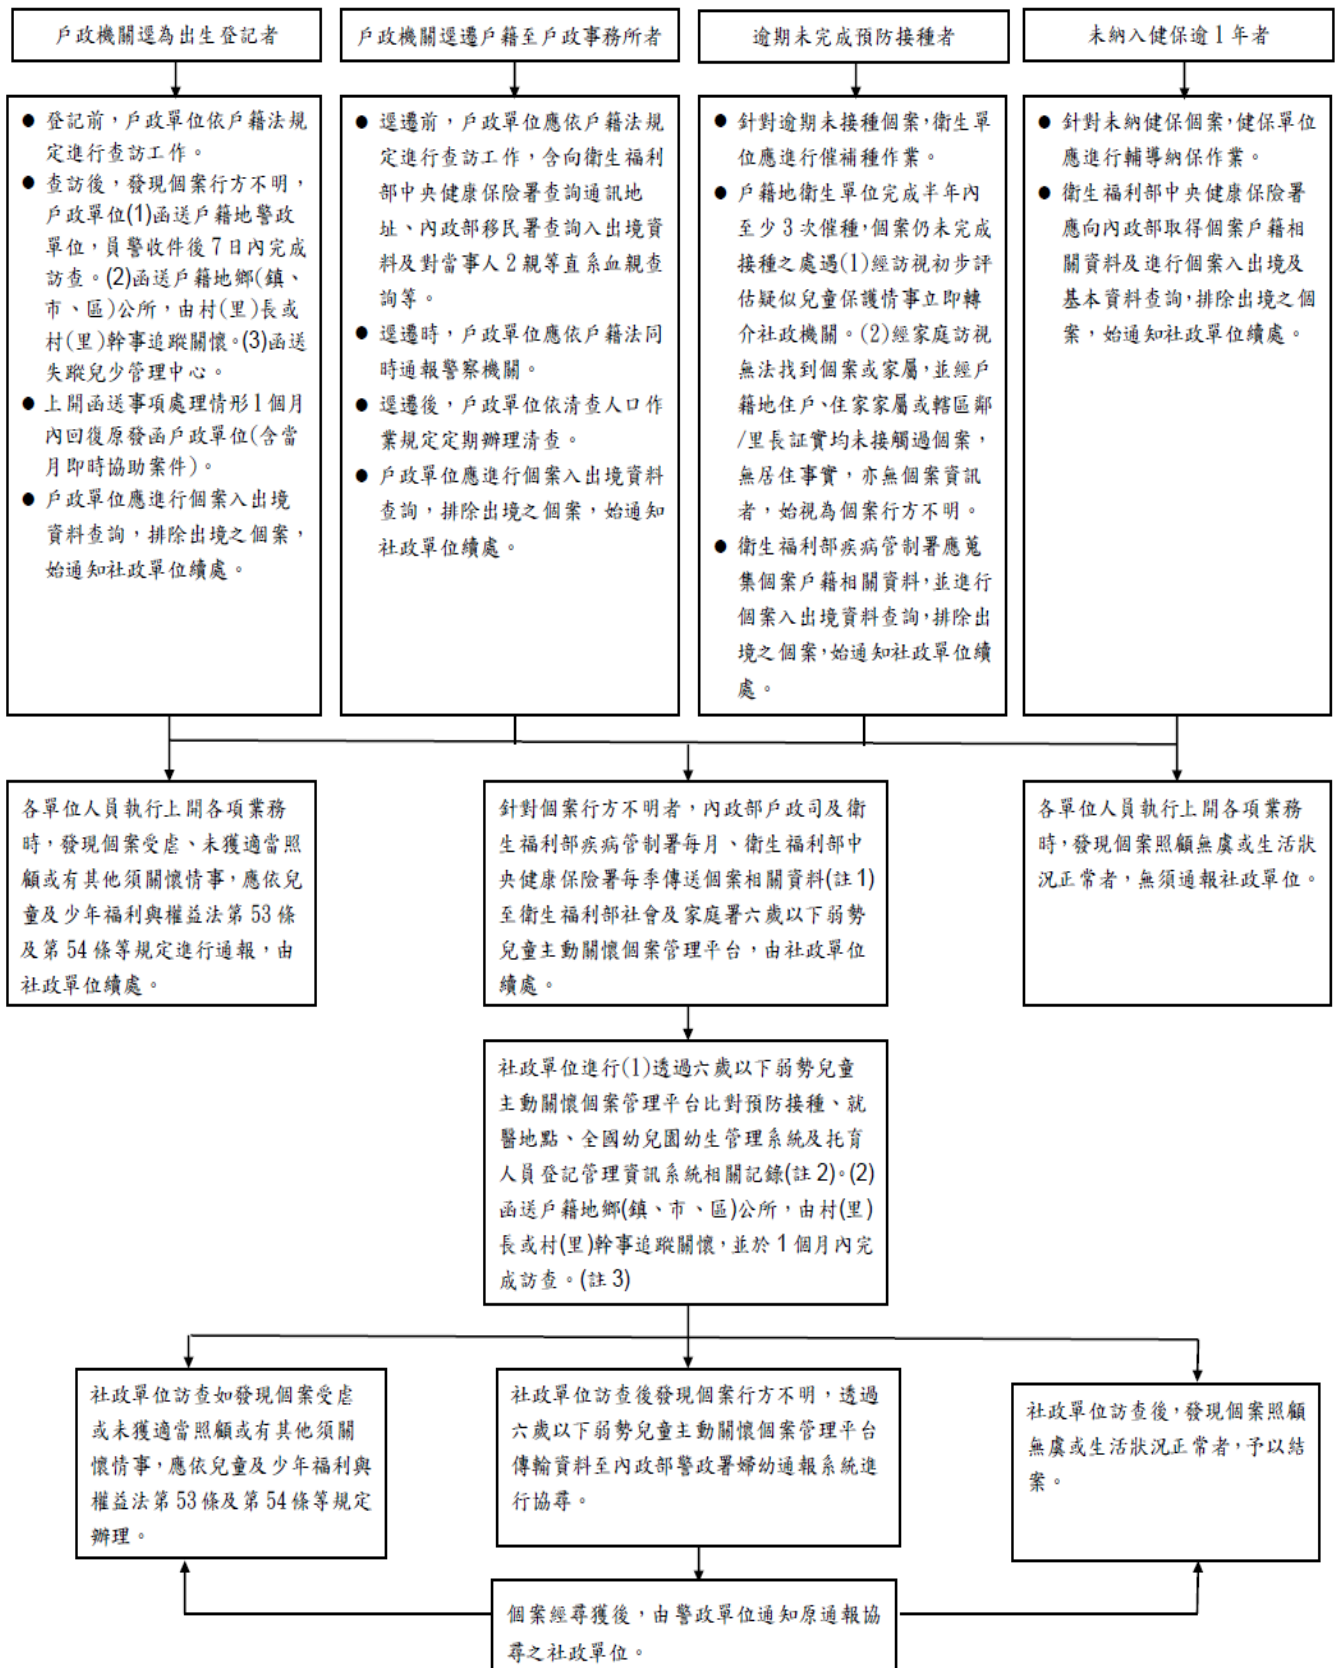 戶政機關逕為出生登記者
戶政機關逕遷戶籍至戶政事務所者
逾期未完成預防接種者
未納入健保逾1年者
● 登記前，戶政單位依戶籍法規
定進行查訪工作。
● 查訪後，發現個案行方不明，
戶政單位(1)函送戶籍地警政
單位，員警收件後7日內完成
訪查。(2)函送戶籍地鄉(鎮、
市、區)公所，由村(里)長或
村(里)幹事追蹤關懷。(3)函送
失蹤兒少管理中心。
● 上開函送事項處理情形1個月
內回復原發函戶政單位(含當
月即時協助案件)。
● 戶政單位應進行個案入出境
資料查詢，排除出境之個案，
始通知社政單位續處。
● 逕遷前，戶政單位應依戶籍法規
定進行查訪工作，含向衛生福利
部中央健康保險署查詢通訊地
址、內政部移民署查詢入出境資
料及對當事人2親等直系血親查
詢等。
● 逕遷時，戶政單位應依戶籍法同
時通報警察機關。
● 逕遷後，戶政單位依清查人口作
業規定定期辦理清查。
● 戶政單位應進行個案入出境資料
查詢，排除出境之個案，始通知
社政單位續處。
● 針對逾期未接種個案，衛生單
位應進行催補種作業。
● 戶籍地衛生單位完成半年內
至少3次催種，個案仍未完成
接種之處遇(1)經訪視初步評
估疑似兒童保護情事立即轉
介社政機關。(2)經家庭訪視
無法找到個案或家屬，並經戶
籍地住戶、住家家屬或轄區鄰
/里長証實均未接觸過個案，
無居住事實，亦無個案資訊
者，始視為個案行方不明。
● 衛生福利部疾病管制署應蒐
集個案戶籍相關資料，並進行
個案入出境資料查詢，排除出
境之個案，始通知社政單位續
處。
● 針對未納健保個案，健保單位
應進行輔導納保作業。
● 衛生福利部中央健康保險署
應向內政部取得個案戶籍相
關資料及進行個案入出境及
基本資料查詢，排除出境之個
案，始通知社政單位續處。
各單位人員執行上開各項業務
時，發現個案受虐、未獲適當照
顧或有其他須關懷情事，應依兒
童及少年福利與權益法第53條
及第54條等規定進行通報，由
社政單位續處。
針對個案行方不明者，內政部戶政司及衛
生福利部疾病管制署每月、衛生福利部中
央健康保險署每季傳送個案相關資料(註1)
至衛生福利部社會及家庭署六歲以下弱勢
兒童主動關懷個案管理平台，由社政單位
續處。
各單位人員執行上開各項業務
時，發現個案照顧無虞或生活狀
況正常者，無須通報社政單位。
社政單位進行(1)透過六歲以下弱勢兒童
主動關懷個案管理平台比對預防接種、就
醫地點、全國幼兒園幼生管理系統及托育
人員登記管理資訊系統相關記錄(註2)。(2)
函送戶籍地鄉(鎮、市、區)公所，由村(里)
長或村(里)幹事追蹤關懷，並於1個月內完
成訪查。(註3)
社政單位訪查如發現個案受虐
或未獲適當照顧或有其他須關
懷情事，應依兒童及少年福利與
權益法第53條及第54條等規定
辦理。
社政單位訪查後發現個案行方不明，透過
六歲以下弱勢兒童主動關懷個案管理平台
傳輸資料至內政部警政署婦幼通報系統進
行協尋。
社政單位訪查後，發現個案照顧
無虞或生活狀況正常者，予以結
案。
個案經尋獲後，由警政單位通知原通報協
尋之社政單位。